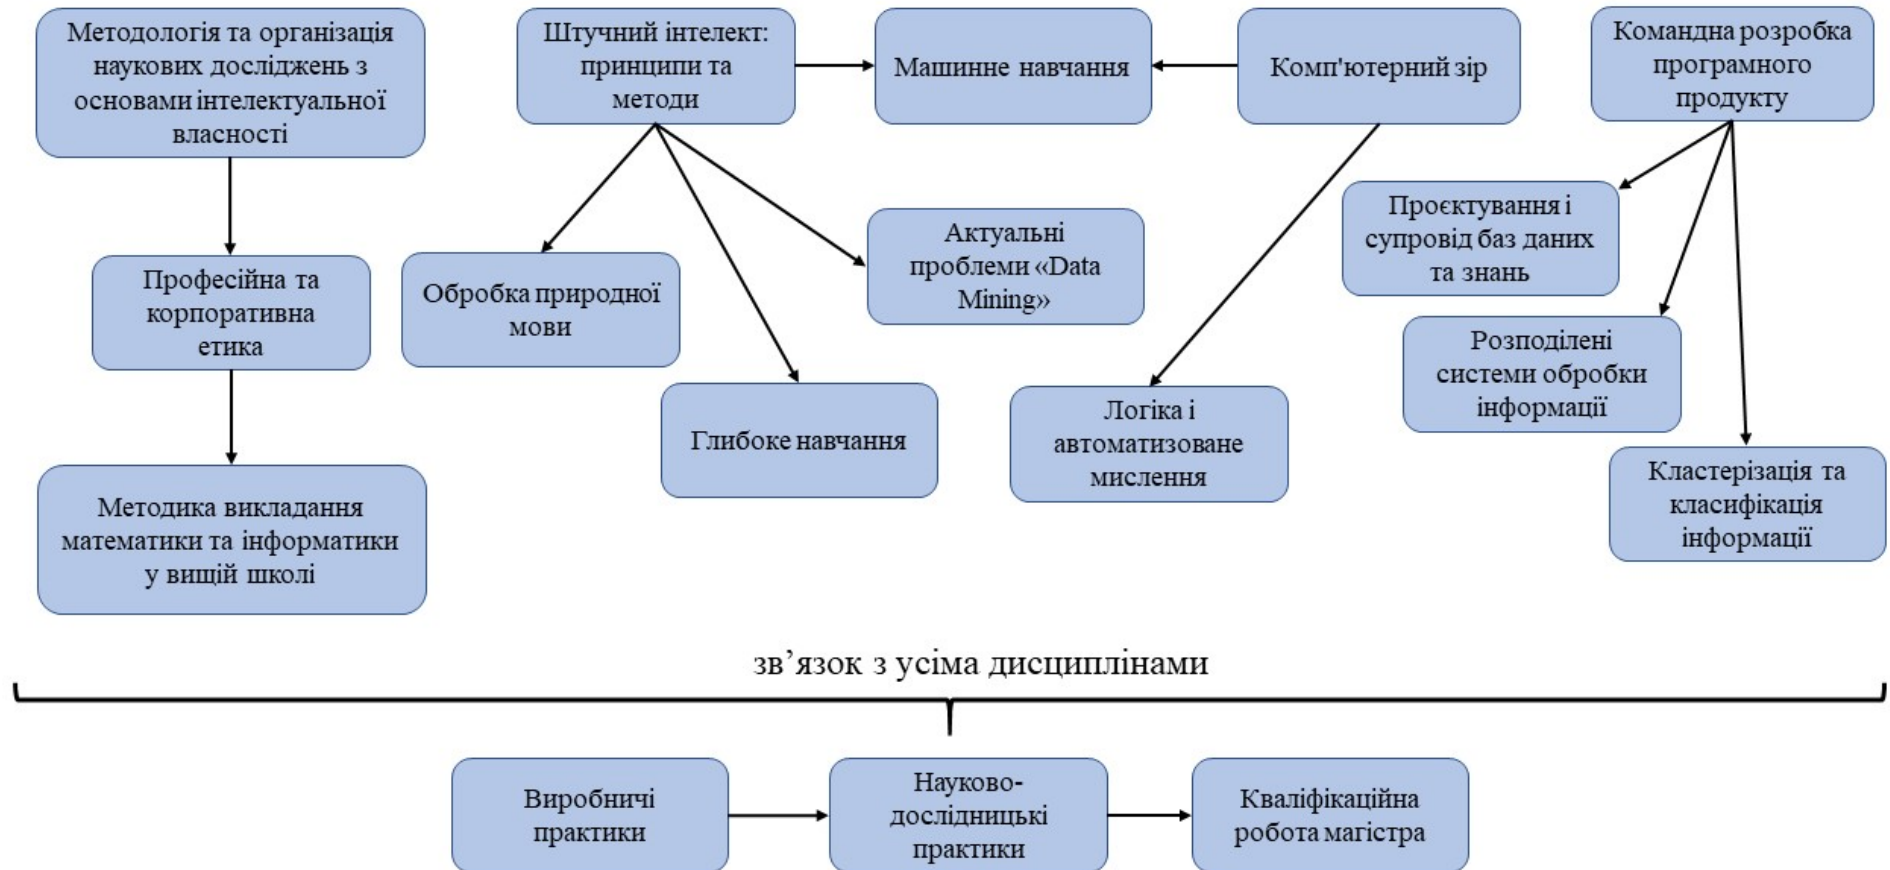 Методологія та організація
наукових досліджень з
основами інтелектуальної
власності
Штучний інтелект:
принципи та
методи
Машинне навчання
Комп'ютерний зір
Командна розробка
програмного
продукту
Професійна та
корпоративна
етика
Обробка природної
мови
Актуальні
проблеми «Data
Mining»
Проєктування і
супровід баз даних
та знань
Розподілені
системи обробки
інформації
Глибоке навчання
Логіка і
автоматизоване
мислення
Кластерізація та
класифікація
інформації
Методика викладання
математики та інформатики
у вищій школі
зв’язок з усіма дисциплінами
Виробничі
практики
Науково-
дослідницькі
практики
Кваліфікаційна
робота магістра